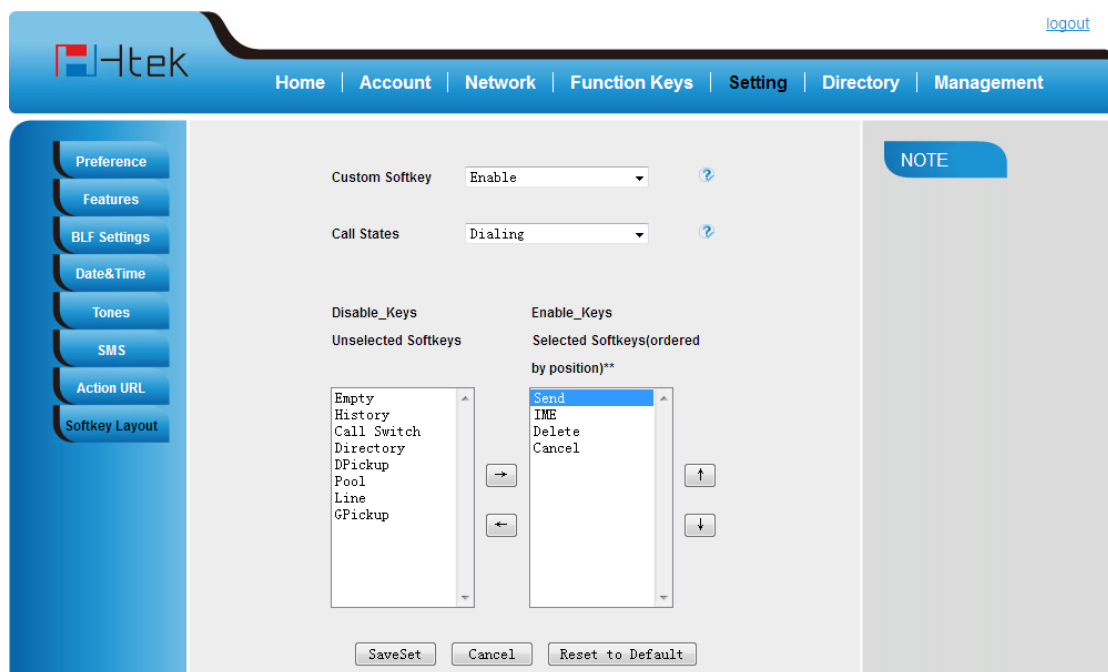 logout
Htek
Home | Account | Network | Function Keys | Setting | Directory | Management
Preference
Features
BLF Settings
Date&Time
Tones
SMS
Action URL
Softkey Layout
Custom Softkey Enable
Call States Dialing
Disable_Keys
Unselected Softkeys
Enable_Keys
Selected Softkeys(ordered
by position)**
Empty
History
Call Switch
Directory
DPickup
Pool
Line
GPickup
Send
IME
Delete
Cancel
SaveSet Cancel Reset to Default
NOTE